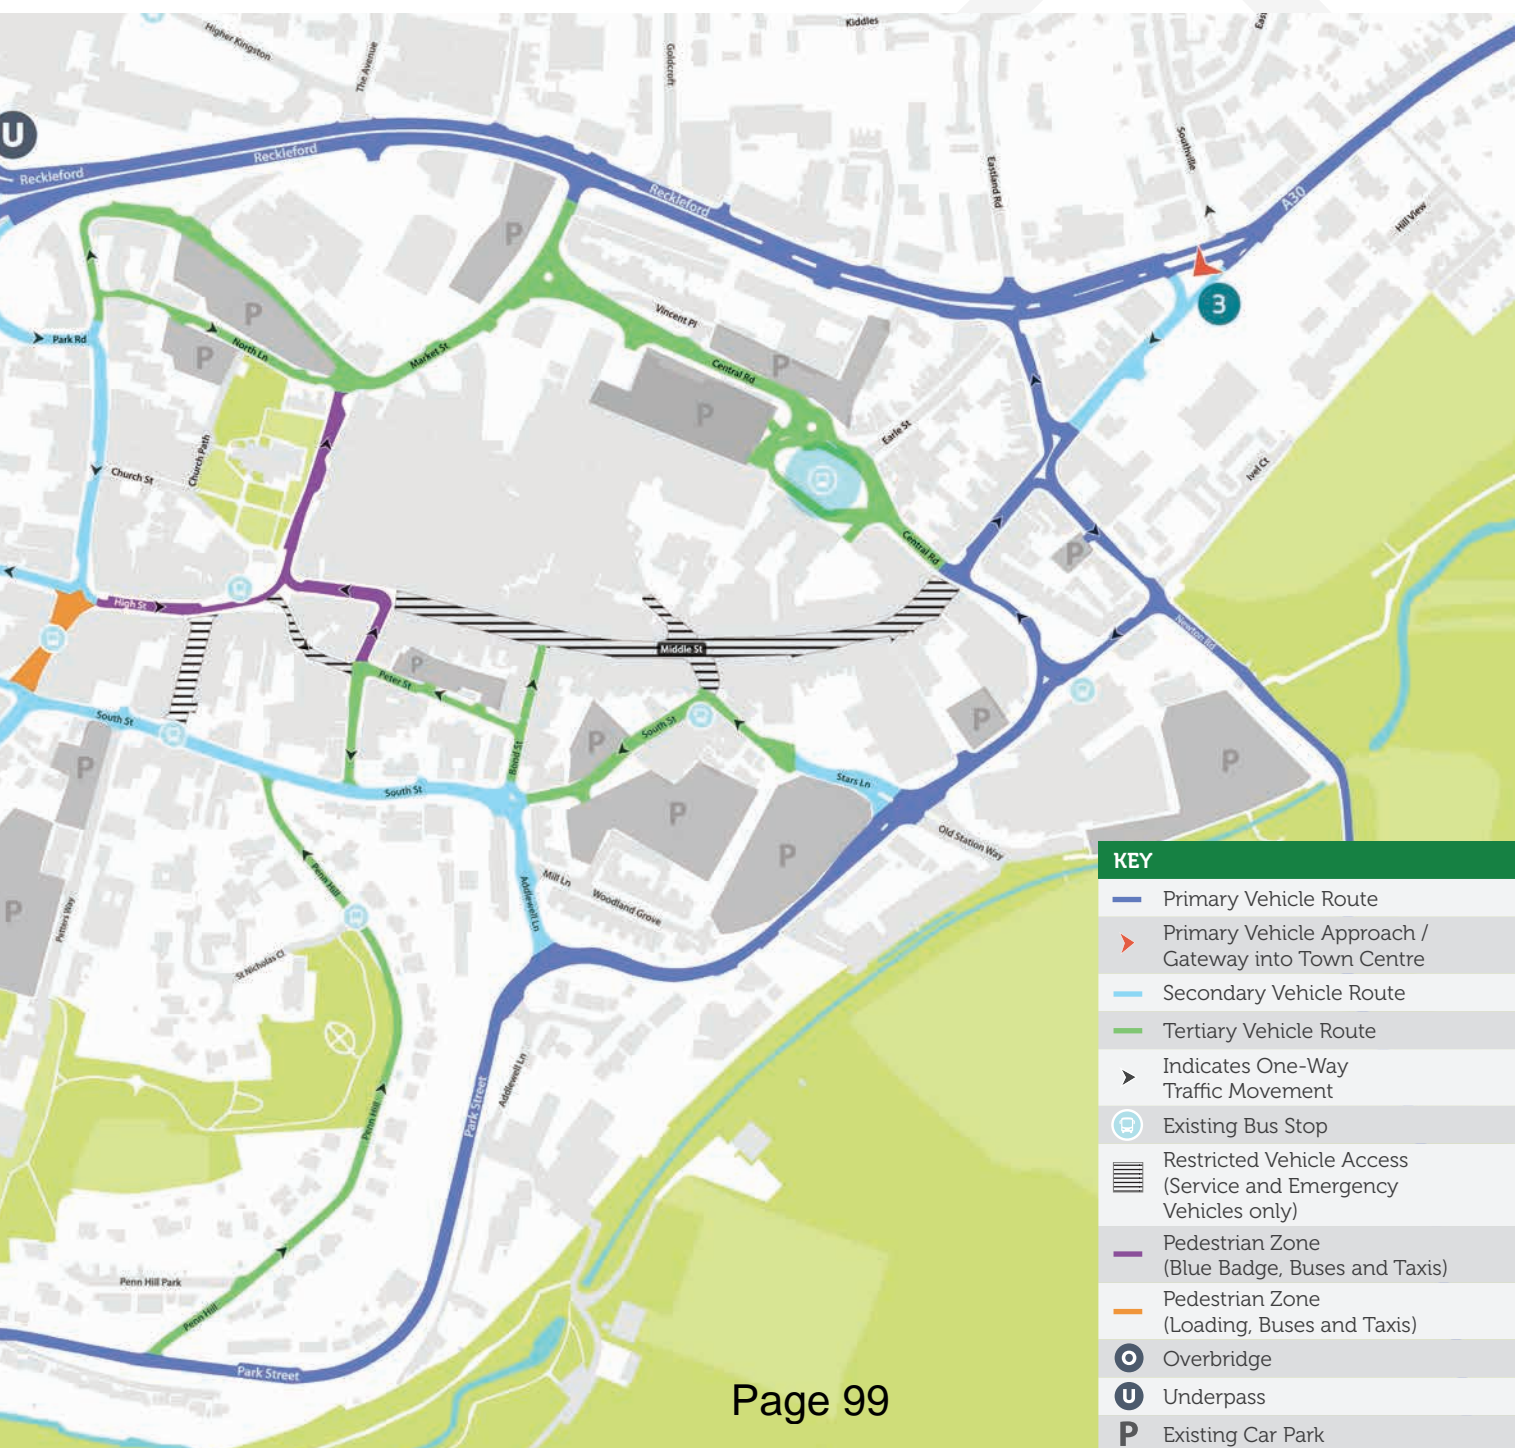 Kiddles
Higher Kingston
The Avenue
Goldcroft
U
Reckleford
Reckleford
Reckleford
Eastland Rd
Southville
A30
Hill View
3
P
P
Park Rd
P
North Ln
Market St
Vincent Pl
Central Rd
P
P
Earle St
Church Path
Church St
Ivel Ct
Central Rd
P
High St
Middle St
Newton Rd
P
Peter St
South St
South St
P
Bond St
P
P
P
South St
Stars Ln
P
P
P
Old Station Way
Penn Hill
Mill Ln
Woodland Grove
Addlewell Ln
P
Petters Way
St Nicholas Cl
Park Street
Addlewell Ln
Penn Hill
Penn Hill Park
Penn Hill
Park Street
Page 99
KEY
Primary Vehicle Route
Primary Vehicle Approach /
Gateway into Town Centre
Secondary Vehicle Route
Tertiary Vehicle Route
Indicates One-Way
Traffic Movement
Existing Bus Stop
Restricted Vehicle Access
(Service and Emergency
Vehicles only)
Pedestrian Zone
(Blue Badge, Buses and Taxis)
Pedestrian Zone
(Loading, Buses and Taxis)
O Overbridge
U Underpass
P Existing Car Park